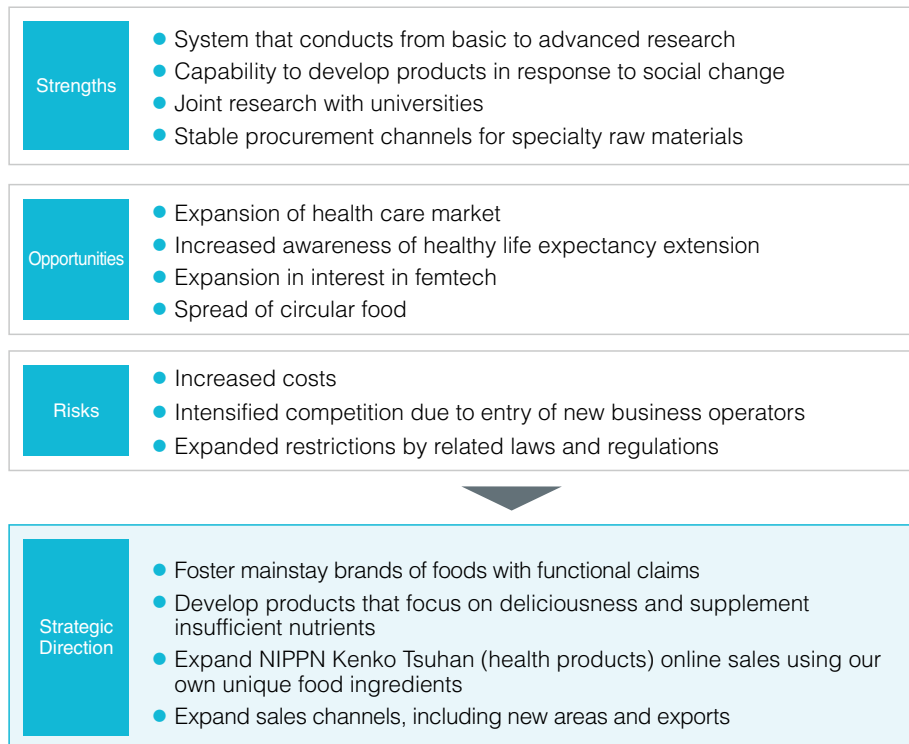 Strengths
System that conducts from basic to advanced research
Capability to develop products in response to social change
Joint research with universities
Stable procurement channels for specialty raw materials
Opportunities
Expansion of health care market
Increased awareness of healthy life expectancy extension
Expansion in interest in femtech
Spread of circular food
Risks
Increased costs
Intensified competition due to entry of new business operators
Expanded restrictions by related laws and regulations
Strategic
Direction
Foster mainstay brands of foods with functional claims
Develop products that focus on deliciousness and supplement
insufficient nutrients
Expand NIPPN Kenko Tsuhan (health products) online sales using our
own unique food ingredients
Expand sales channels, including new areas and exports